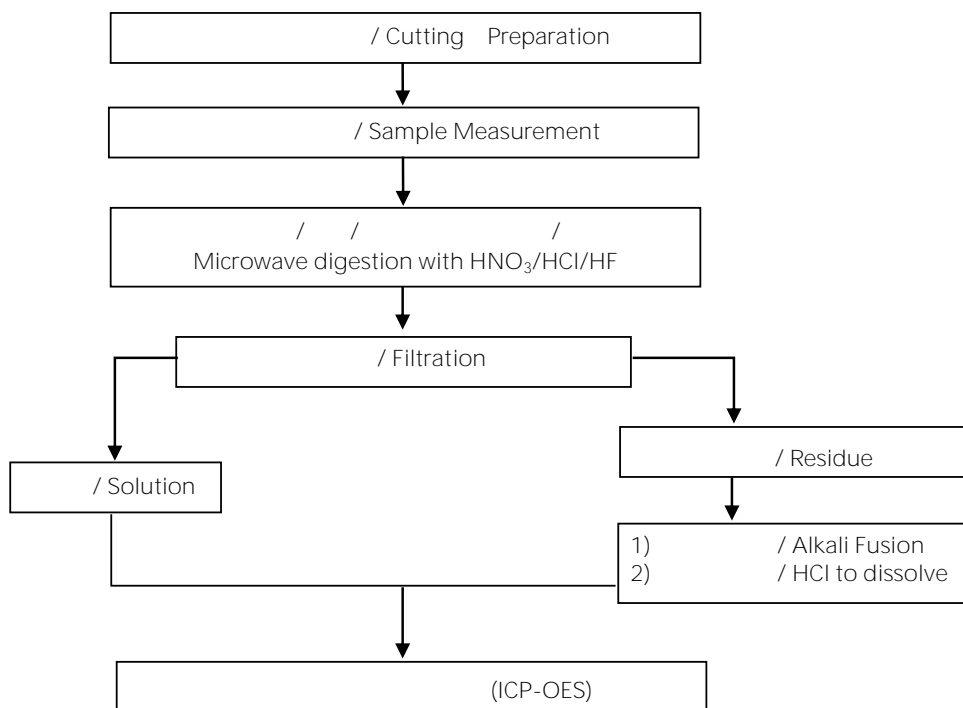 / Cutting Preparation
/ Sample Measurement
/ / /
Microwave digestion with HNO₃/HCl/HF
/ Filtration
/ Residue
/ Solution
1) / Alkali Fusion
2) / HCl to dissolve
(ICP-OES)